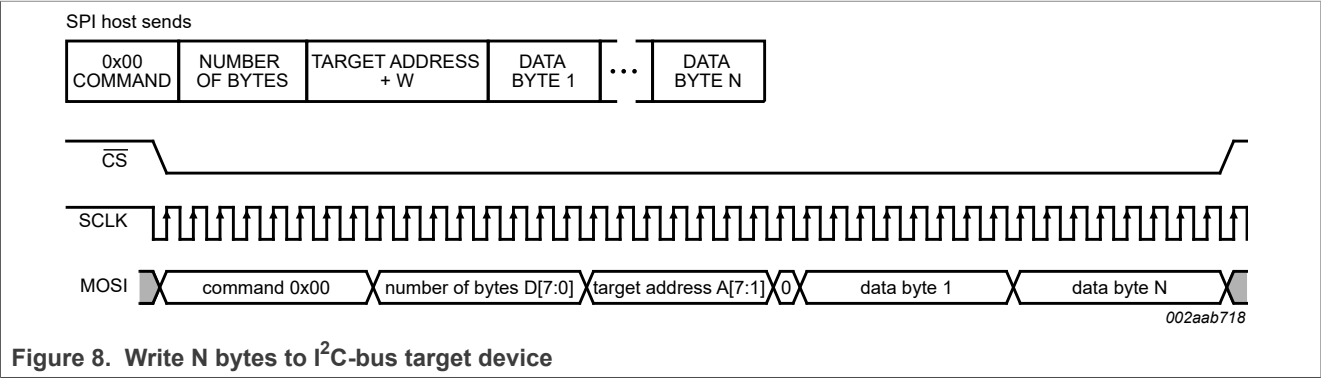 SPI host sends
0x00 COMMAND
NUMBER OF BYTES
TARGET ADDRESS + W
DATA BYTE 1
...
DATA BYTE N
CS
SCLK
MOSI
command 0x00
number of bytes D[7:0]
target address A[7:1]
0
data byte 1
data byte N
002aab718
Figure 8. Write N bytes to I²C-bus target device